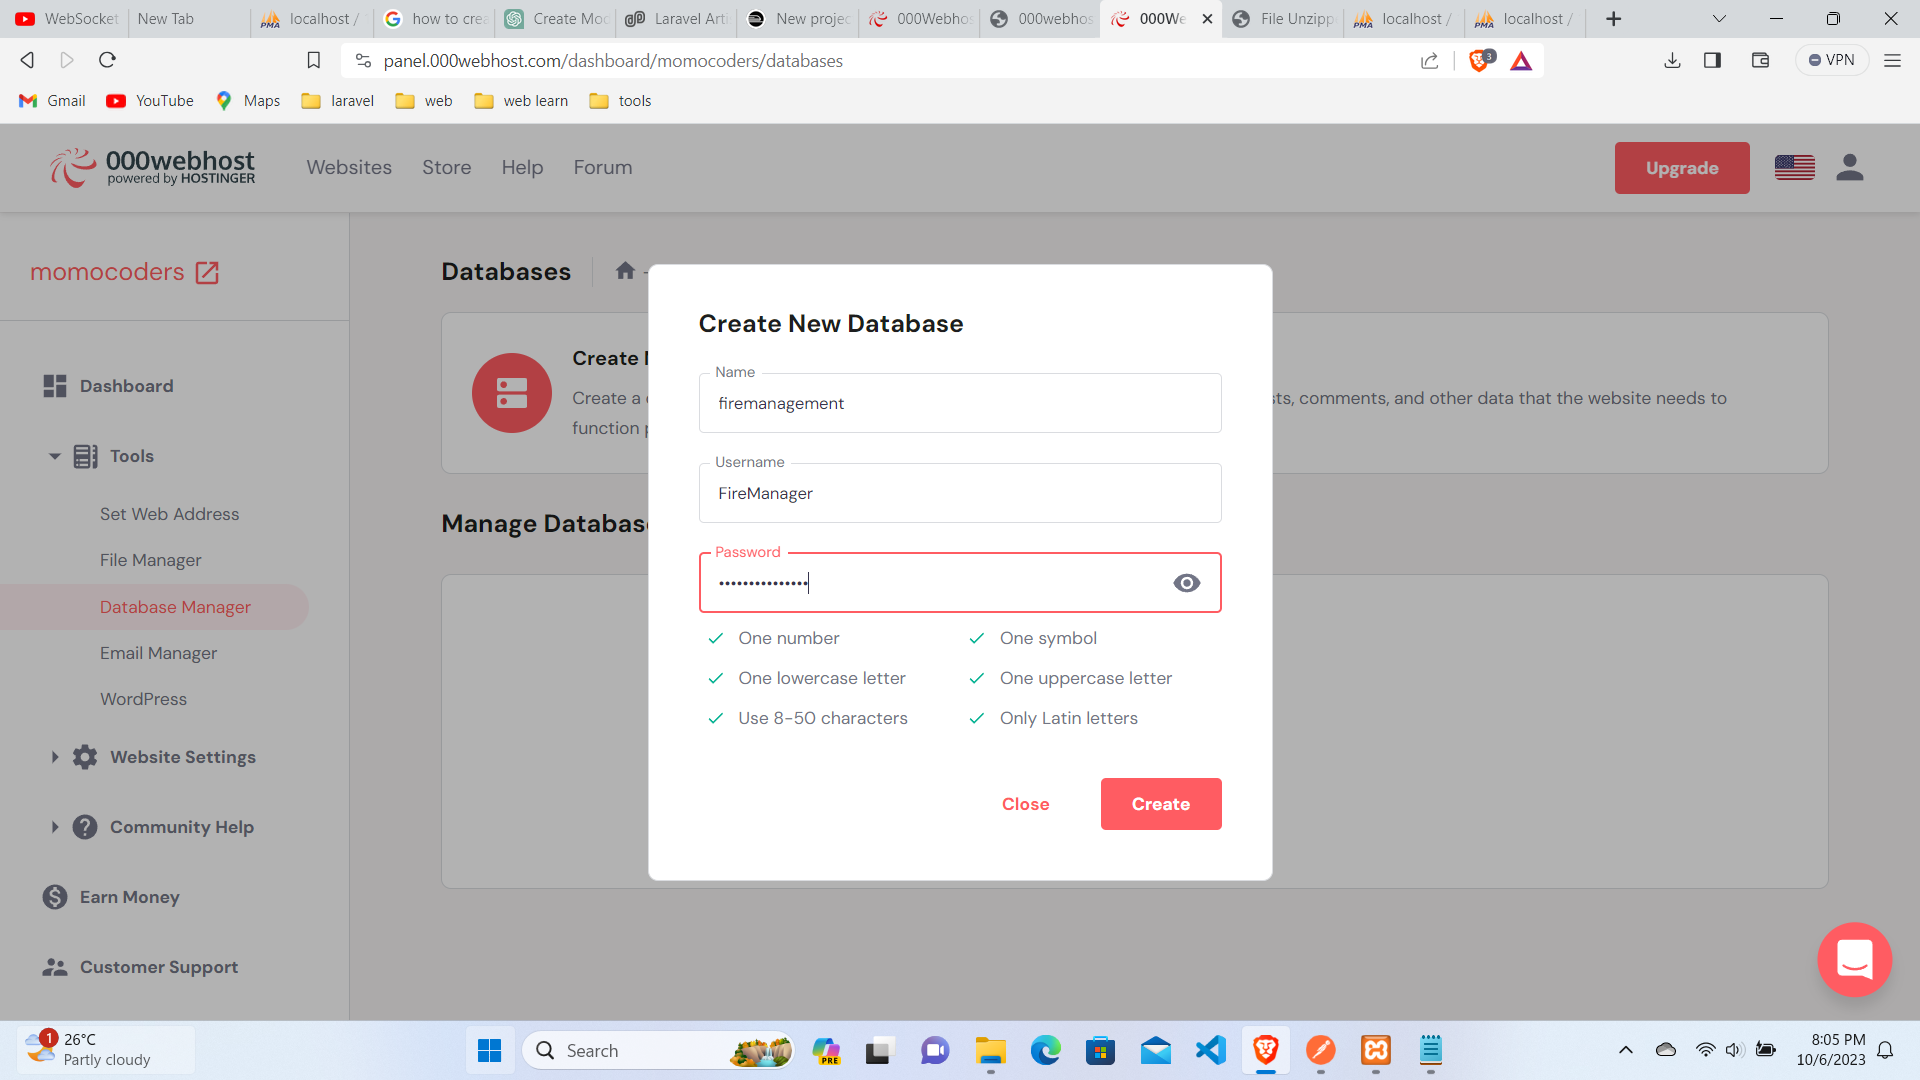 WebSocket
New Tab
localhost /
how to crea
Create Moc
Laravel Arti
New projec
000Webhos
000webhos
000We
File Unzipp
localhost /
localhost /
panel.000webhost.com/dashboard/momocoders/databases
3
VPN
Gmail
YouTube
Maps
laravel
web
web learn
tools
000webhost
powered by HOSTINGER
Websites
Store
Help
Forum
Upgrade
momocoders
Databases
Create
Create a
sts, comments, and other data that the website needs to
function
Manage Databas
Dashboard
Tools
Set Web Address
File Manager
Database Manager
Email Manager
WordPress
Website Settings
Community Help
Earn Money
Customer Support
Create New Database
Name
firemanagement
Username
FireManager
Password
•••••••••••••••
One number
One symbol
One lowercase letter
One uppercase letter
Use 8-50 characters
Only Latin letters
Close
Create
1
26°C
Partly cloudy
Search
PRE
8:05 PM
10/6/2023